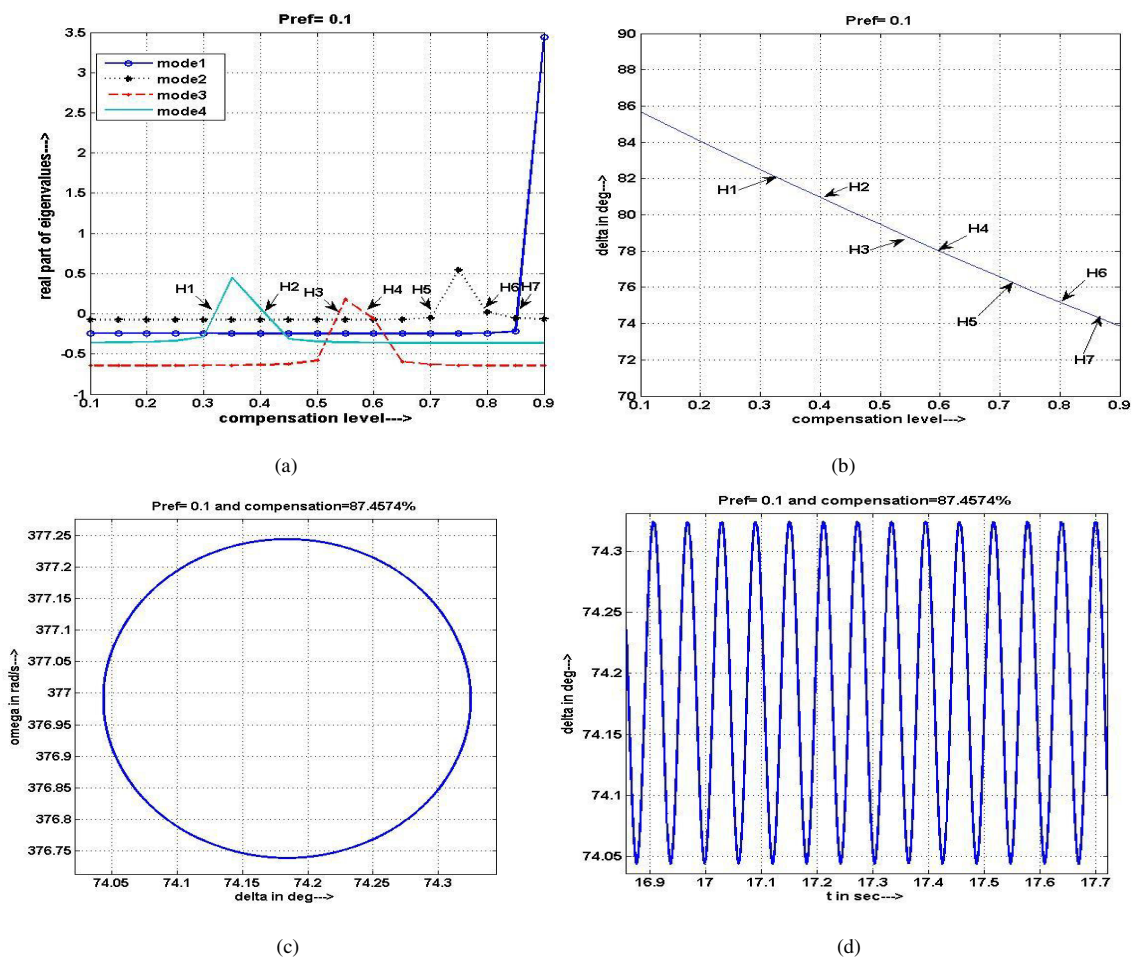 (a)
Pref= 0.1
3.5
3
2.5
2
1.5
1
0.5
0
-0.5
-1
real part of eigenvalues--->
mode1
mode2
mode3
mode4
H1
H2
H3
H4
H5
H6
H7
0.1 0.2 0.3 0.4 0.5 0.6 0.7 0.8 0.9
compensation level--->
(b)
Pref= 0.1
90
88
86
84
82
80
78
76
74
72
70
delta in deg--->
H1
H2
H3
H4
H5
H6
H7
0.1 0.2 0.3 0.4 0.5 0.6 0.7 0.8 0.9
compensation level--->
(a)
(b)
Pref= 0.1 and compensation=87.4574%
377.25
377.2
377.15
377.1
377.05
377
376.95
376.9
376.85
376.8
376.75
omega in rad/s--->
74.05 74.1 74.15 74.2 74.25 74.3
delta in deg--->
Pref= 0.1 and compensation=87.4574%
74.3
74.25
74.2
74.15
74.1
74.05
delta in deg--->
16.9 17 17.1 17.2 17.3 17.4 17.5 17.6 17.7
t in sec--->
(c)
(d)